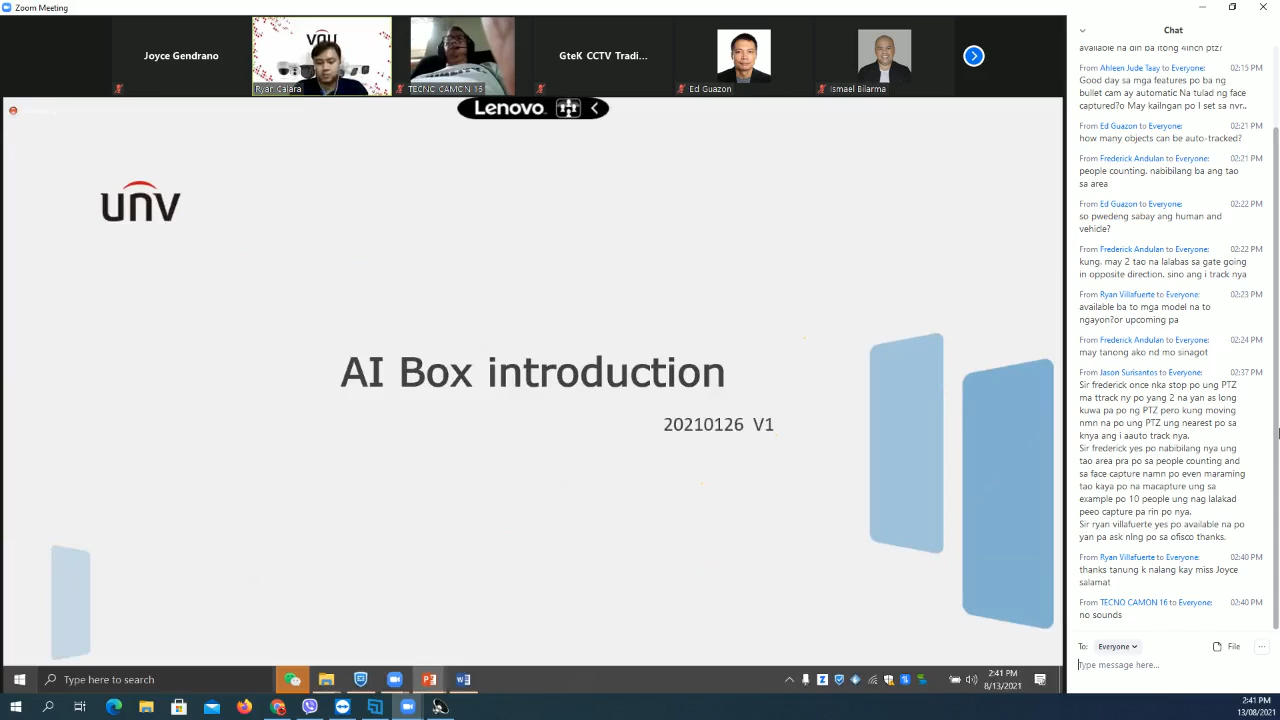 Zoom Meeting
Joyce Gendrano
Ryan Calara
TECNO CAMON 16
GteK CCTV Tradi...
Ed Guazon
Ismael Bilarma
Lenovo
unv
AI Box introduction
20210126 V1
Type here to search
2:41 PM
8/13/2021
Chat
available na din ba itong 4inch ptz?
From Ahleen Jude Taay to Everyone: 02:15 PM
Good day sa mga features po ba ng
bullet cam ay automatic Na tulad ng face
captured?o May kailngan po I set sa nvr..
From Ed Guazon to Everyone: 02:21 PM
how many objects can be auto-tracked?
From Frederick Andulan to Everyone: 02:21 PM
people counting. nabibilang ba ang tao
sa area
From Ed Guazon to Everyone: 02:22 PM
so pwedeng sabay ang human and
vehicle?
From Frederick Andulan to Everyone: 02:22 PM
kung. may 2 tao na lalabas sa gate going
in opposite direction. sino ang i track nya
From Ryan Villafuerte to Everyone: 02:23 PM
available ba to mga model na to
ngayon?or upcoming pa
From Frederick Andulan to Everyone: 02:24 PM
may tanong ako nd mo sinagot
From Jason Surisantos to Everyone: 02:37 PM
Sir frederick once nka stop po ung PTZ
ma ttrack ny po yang 2 na yan as long
kuwa pa po ng PTZ pero kung moving
nmn na po ung PTZ ung nearest po sa
knya ang i aauto track nya.
Sir frederick yes po nabibilang nya ung
tao area pra po sa people counting and
sa face capture namn po even maraming
tao kaya po na macapture ung sa
example po 10 people ung nag lalakad
peeo capture pa rin po nya.
Sir ryan villafuerte yes po available na po
yan pa ask nlng po sa ofisco thanks.
From Ryan Villafuerte to Everyone: 02:40 PM
thanks tanung k nalang kay miss Joyce
salamat
From TECNO CAMON 16 to Everyone: 02:40 PM
no sounds
To: Everyone File
Type message here...
2:41 PM
13/08/2021